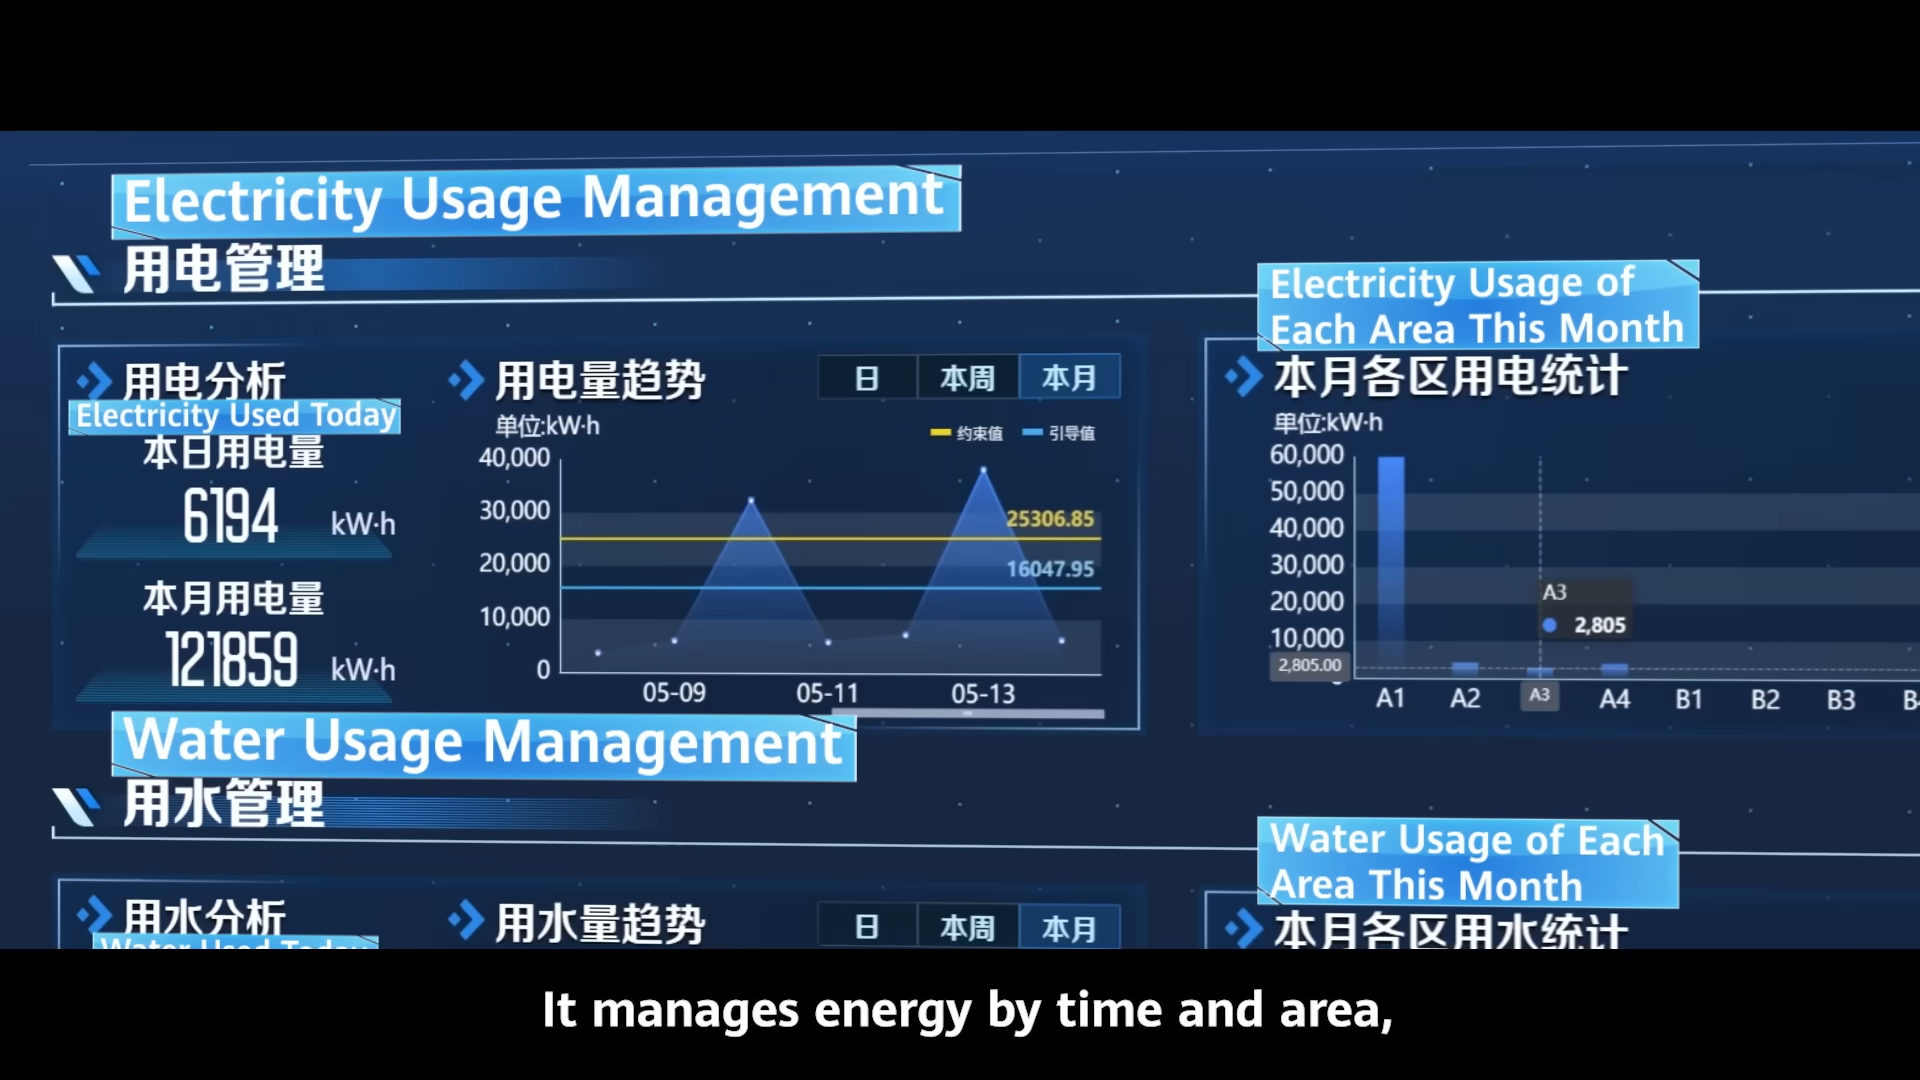 Electricity Usage Management
用电管理
Electricity Usage of
Each Area This Month
用电分析
Electricity Used Today
本日用电量
6194 kW·h
本月用电量
121859 kW·h
用电量趋势
日 本周 本月
单位:kW·h
约束值 引导值
40,000
30,000
20,000
10,000
0
25306.85
16047.95
05-09 05-11 05-13
本月各区用电统计
单位:kW·h
60,000
50,000
40,000
30,000
20,000
10,000
2,805.00
A3
2,805
A1 A2 A3 A4 B1 B2 B3
Water Usage Management
用水管理
Water Usage of Each
Area This Month
用水分析
Water Used Today
用水量趋势
日 本周 本月
本月各区用水统计
It manages energy by time and area,